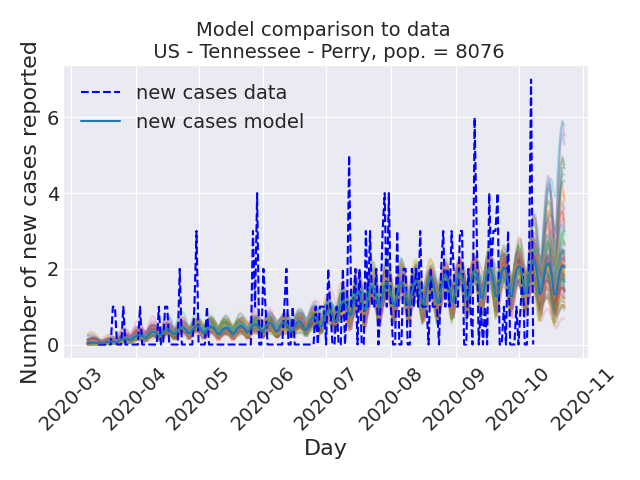 Model comparison to data
US - Tennessee - Perry, pop. = 8076
new cases data
new cases model
Number of new cases reported
6
4
2
0
2020-03
2020-04
2020-05
2020-06
2020-07
2020-08
2020-09
2020-10
2020-11
Day